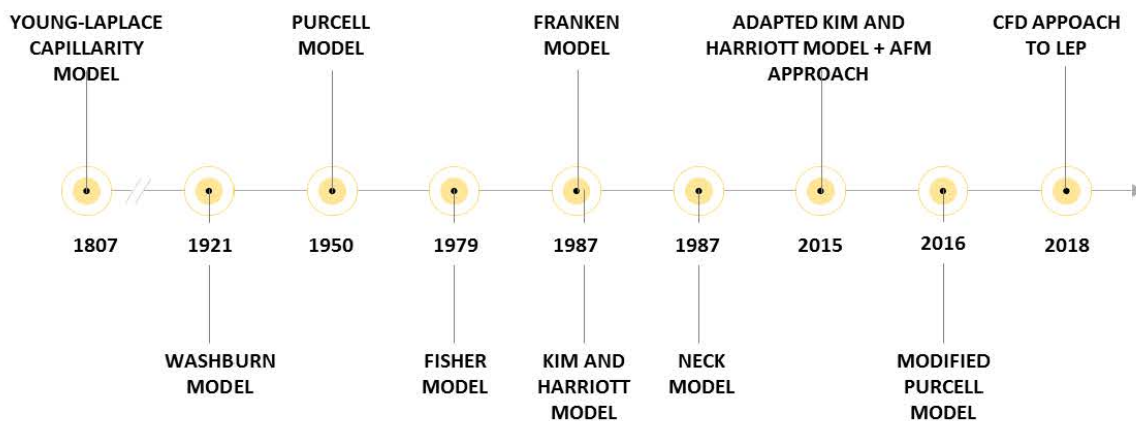 YOUNG-LAPLACE
CAPILLARITY
MODEL
PURCELL
MODEL
FRANKEN
MODEL
ADAPTED KIM AND
HARRIOTT MODEL + AFM
APPROACH
CFD APPOACH
TO LEP
1807
1921
1950
1979
1987
1987
2015
2016
2018
WASHBURN
MODEL
FISHER
MODEL
KIM AND
HARRIOTT
MODEL
NECK
MODEL
MODIFIED
PURCELL
MODEL